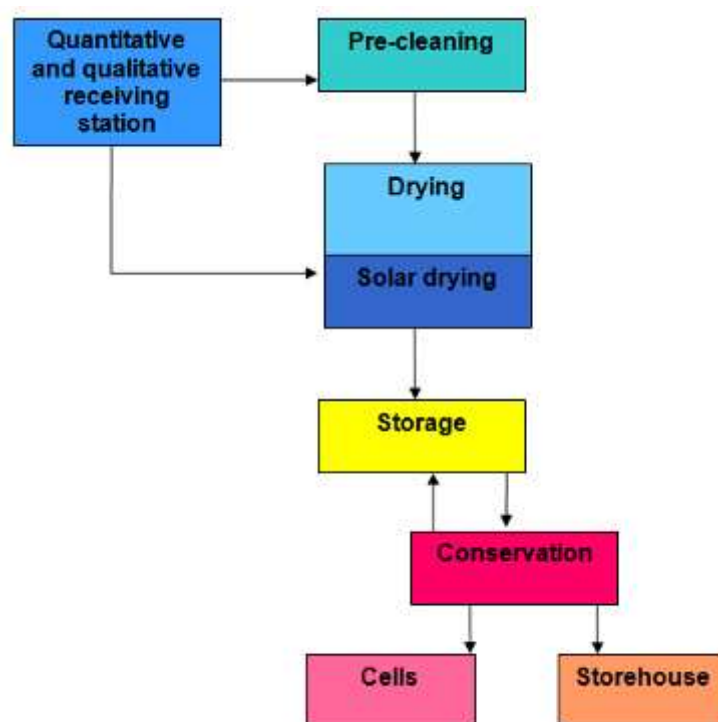 Quantitative
and qualitative
receiving
station
Pre-cleaning
Drying
Solar drying
Storage
Conservation
Cells
Storehouse